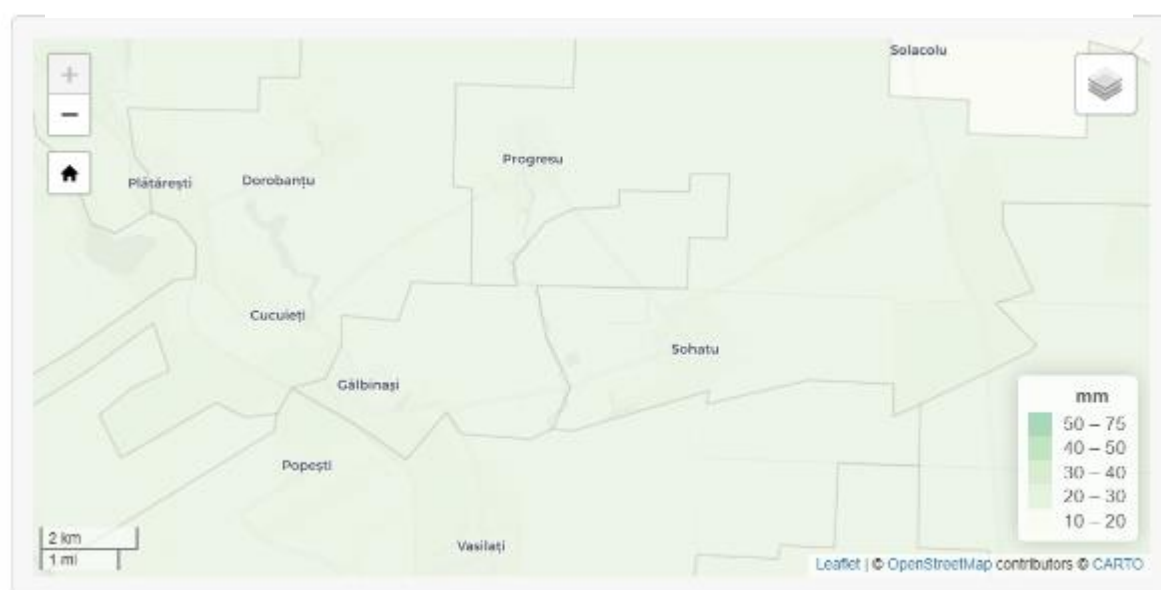 Solacolu
+
−
Progresu
Plătărești
Dorobanțu
Cucuieți
Sohatu
Gălbinași
Popești
Vasilați
mm
50 – 75
40 – 50
30 – 40
20 – 30
10 – 20
2 km
1 mi
Leaflet | © OpenStreetMap contributors © CARTO